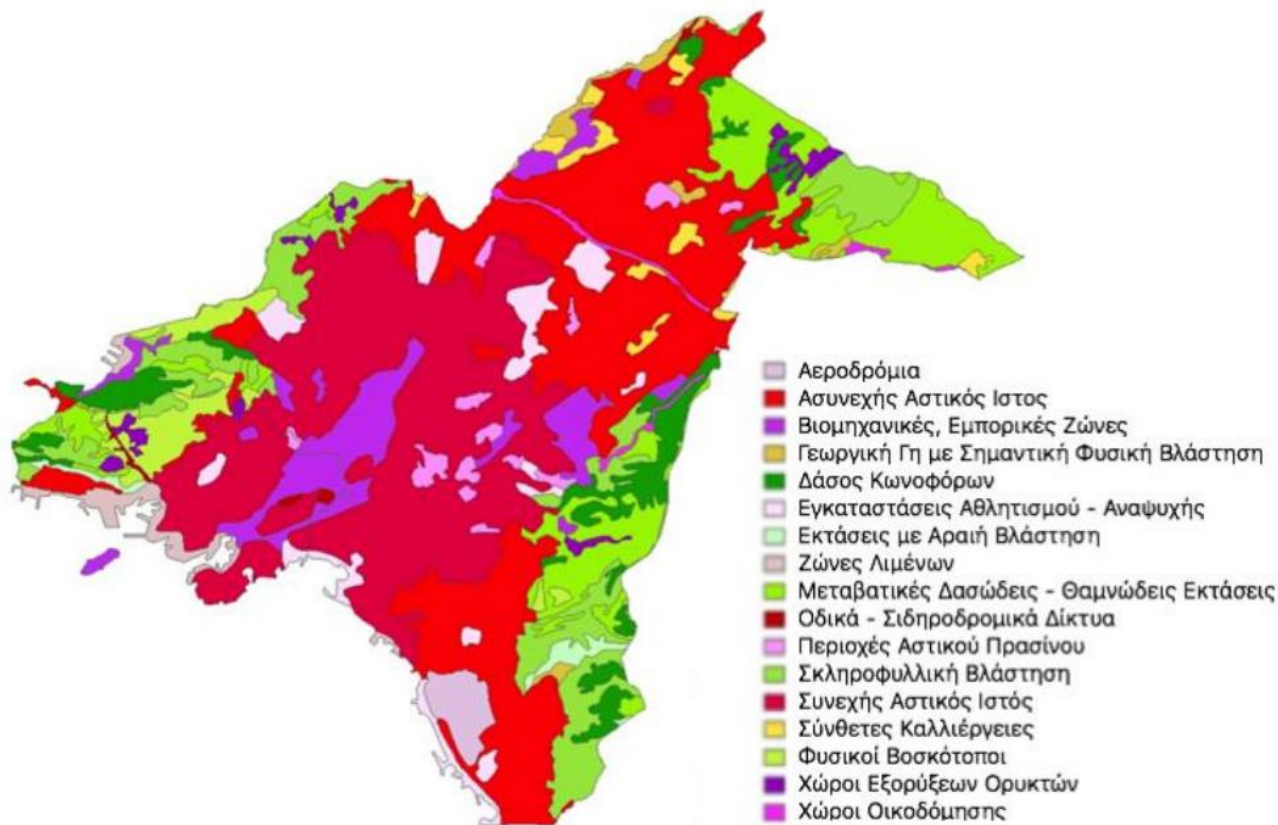 Αεροδρόμια
Ασυνεχής Αστικός Ιστος
Βιομηχανικές, Εμπορικές Ζώνες
Γεωργική Γη με Σημαντική Φυσική Βλάστηση
Δάσος Κωνοφόρων
Εγκαταστάσεις Αθλητισμού - Αναψυχής
Εκτάσεις με Αραιή Βλάστηση
Ζώνες Λιμένων
Μεταβατικές Δασώδεις - Θαμνώδεις Εκτάσεις
Οδικά - Σιδηροδρομικά Δίκτυα
Περιοχές Αστικού Πρασίνου
Σκληροφυλλική Βλάστηση
Συνεχής Αστικός Ιστός
Σύνθετες Καλλιέργειες
Φυσικοί Βοσκότοποι
Χώροι Εξορύξεων Ορυκτών
Χώροι Οικοδόμησης